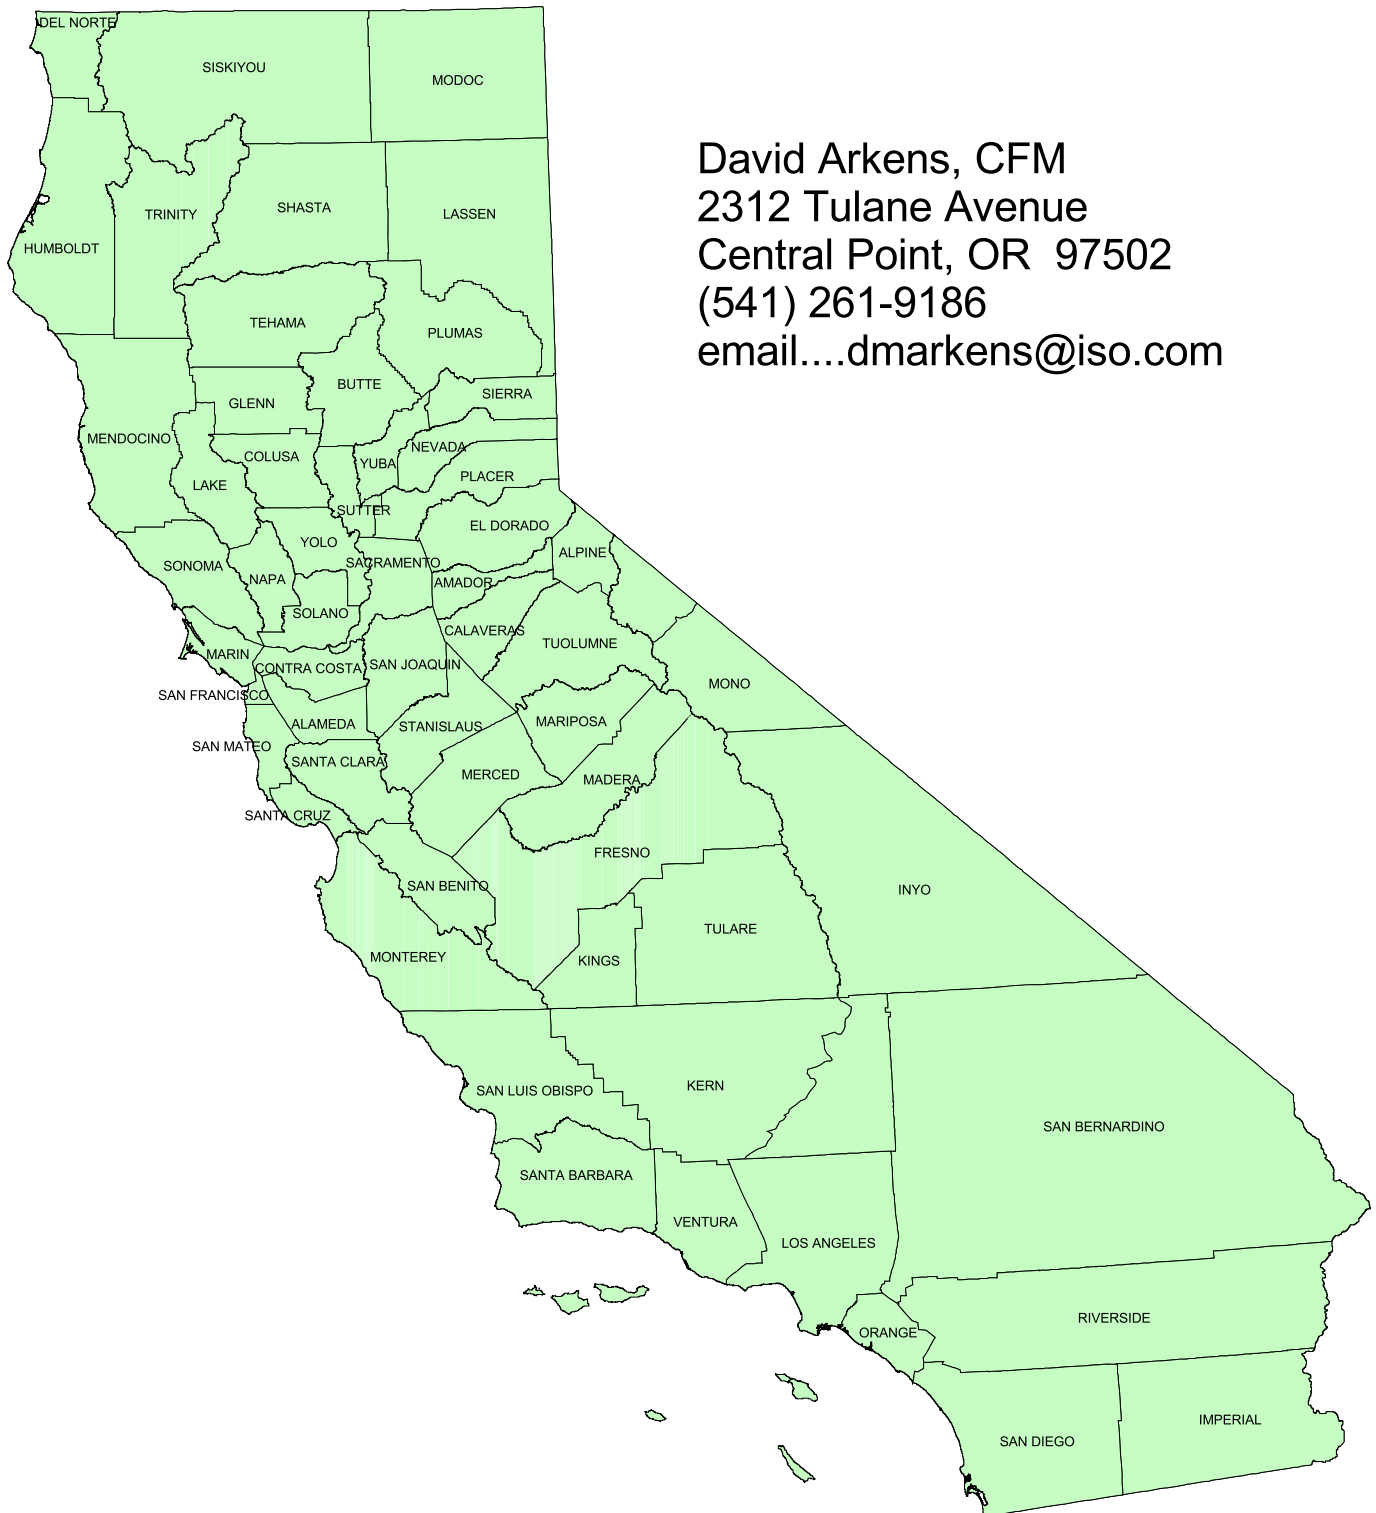 DEL NORTE
SISKIYOU
MODOC
David Arkens, CFM
2312 Tulane Avenue
Central Point, OR  97502
(541) 261-9186
email....dmarkens@iso.com
TRINITY
SHASTA
LASSEN
HUMBOLDT
TEHAMA
PLUMAS
BUTTE
SIERRA
GLENN
MENDOCINO
NEVADA
COLUSA
YUBA
PLACER
LAKE
SUTTER
EL DORADO
YOLO
ALPINE
SONOMA
SACRAMENTO
NAPA
AMADOR
SOLANO
CALAVERAS
TUOLUMNE
MARIN
CONTRA COSTA
SAN JOAQUIN
MONO
SAN FRANCISCO
ALAMEDA
STANISLAUS
MARIPOSA
SAN MATEO
SANTA CLARA
MERCED
MADERA
SANTA CRUZ
FRESNO
SAN BENITO
INYO
TULARE
MONTEREY
KINGS
SAN LUIS OBISPO
KERN
SAN BERNARDINO
SANTA BARBARA
VENTURA
LOS ANGELES
RIVERSIDE
ORANGE
IMPERIAL
SAN DIEGO